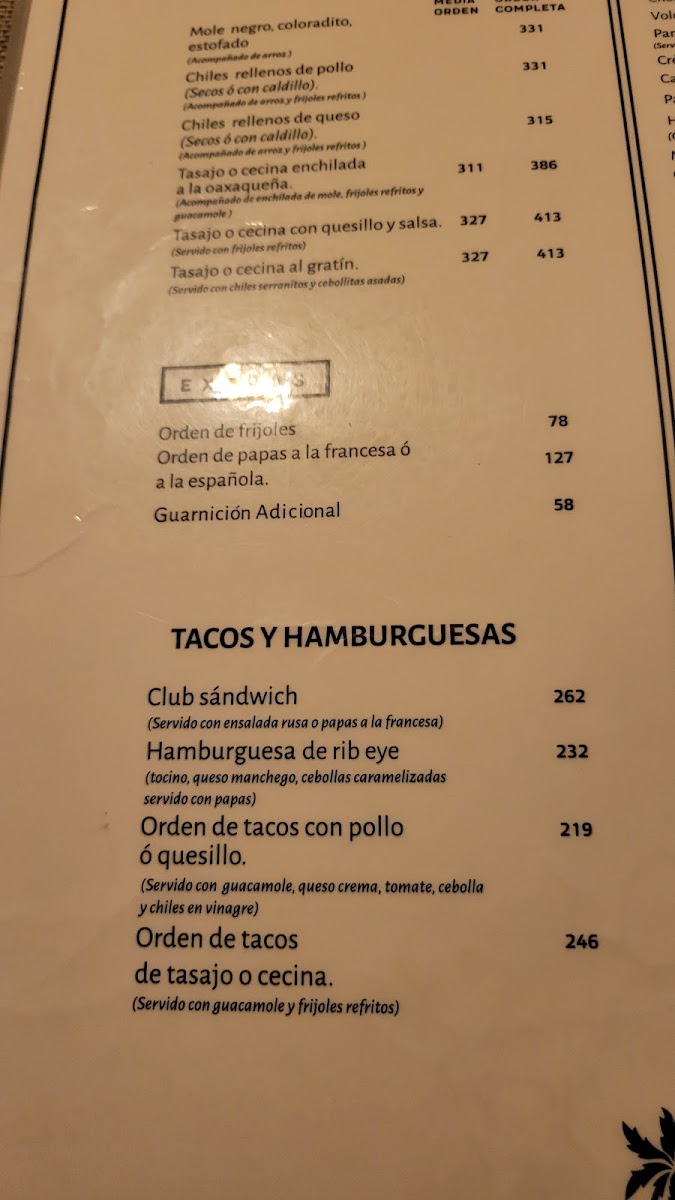 MEDIA
ORDEN COMPLETA
Mole negro, coloradito, 331
estofado
(Acompañado de arroz)
Chiles rellenos de pollo 331
(Secos ó con caldillo).
(Acompañado de arroz y frijoles refritos)
Chiles rellenos de queso 315
(Secos ó con caldillo).
(Acompañado de arroz y frijoles refritos)
Tasajo o cecina enchilada 311 386
a la oaxaqueña.
(Acompañado de enchilada de mole, frijoles refritos y
guacamole)
Tasajo o cecina con quesillo y salsa. 327 413
(Servido con frijoles refritos)
Tasajo o cecina al gratín. 327 413
(Servido con chiles serranitos y cebollitas asadas)
Orden de frijoles 78
Orden de papas a la francesa ó 127
a la española.
Guarnición Adicional 58
TACOS Y HAMBURGUESAS
Club sándwich 262
(Servido con ensalada rusa o papas a la francesa)
Hamburguesa de rib eye 232
(tocino, queso manchego, cebollas caramelizadas
servido con papas)
Orden de tacos con pollo 219
ó quesillo.
(Servido con guacamole, queso crema, tomate, cebolla
y chiles en vinagre)
Orden de tacos 246
de tasajo o cecina.
(Servido con guacamole y frijoles refritos)